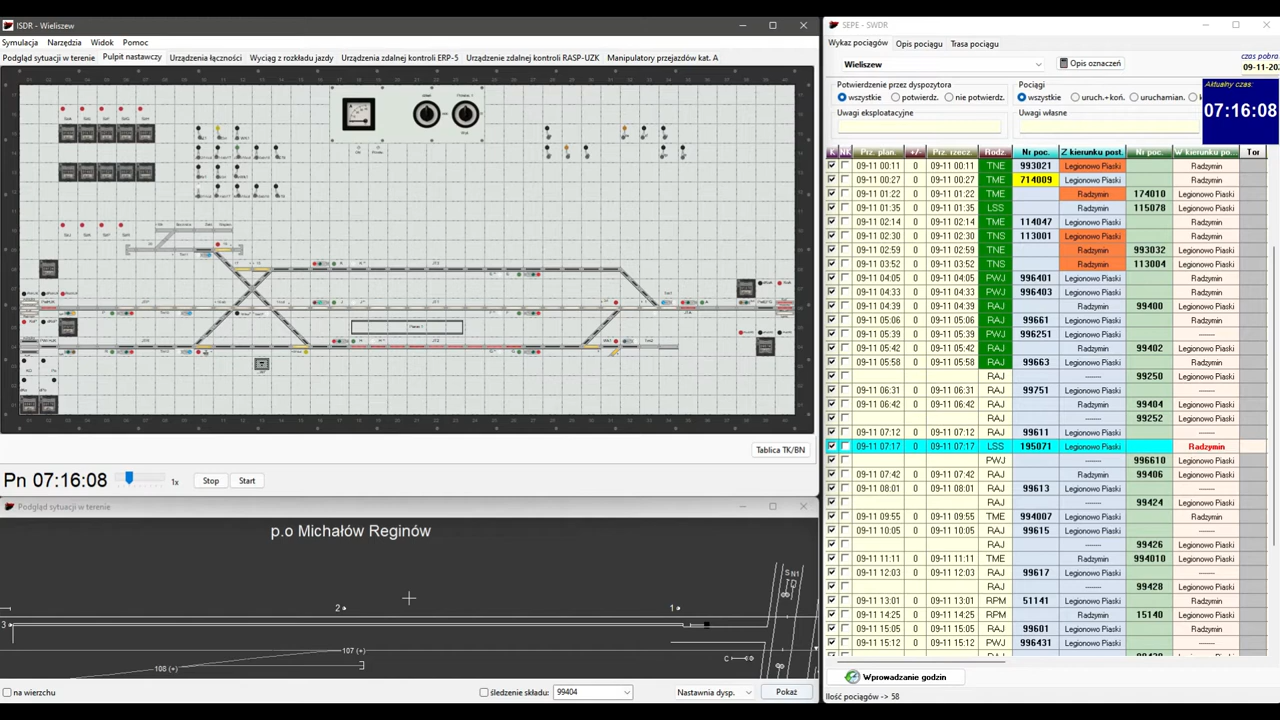 ISDR - Wieliszew
Symulacja Narzędzia Widok Pomoc
Podgląd sytuacji w terenie Pulpit nastawczy Urządzenia łączności Wyciąg z rozkładu jazdy Urządzenia zdalnej kontroli ERP-5 Urządzenia zdalnej kontroli RASP-UZK Manipulatory przejazdów kat. A
Tablica TK/BN
Pn 07:16:08 1x Stop Start
Podgląd sytuacji w terenie
p.o Michałów Reginów
S N1
2 1
3
107 (+)
108 (+)
C
na wierzchu śledzenie składu: 99404 Nastawnia dysp. Pokaż
SEPE - SWDR
Wykaz pociągów Opis pociągu Trasa pociągu
czas pobra
Wieliszew Opis oznaczeń
Potwierdzenie przez dyspozytora Pociągi Aktualny czas:
wszystkie potwierdz. nie potwierdz. wszystkie uruch.+koń. uruchamian. 07:16:08
Uwagi eksploatacyjne Uwagi własne
K NK Prz. plan. +/- Prz. rzecz. Rodz. Nr poc. Z kierunku post. Nr poc. W kierunku po... Tor
09-11 00:11 0 09-11 00:11 TNE 993021 Legionowo Piaski Radzymin
09-11 00:27 0 09-11 00:27 TME 714009 Legionowo Piaski Radzymin
09-11 01:22 0 09-11 01:22 TME Radzymin 174010 Legionowo Piaski
09-11 01:35 0 09-11 01:35 LSS Radzymin 115078 Legionowo Piaski
09-11 02:14 0 09-11 02:14 TME 114047 Legionowo Piaski Radzymin
09-11 02:30 0 09-11 02:30 TNS 113001 Legionowo Piaski Radzymin
09-11 02:59 0 09-11 02:59 TNE Radzymin 993032 Legionowo Piaski
09-11 03:52 0 09-11 03:52 TNS Radzymin 113004 Legionowo Piaski
09-11 04:05 0 09-11 04:05 PWJ 996401 Legionowo Piaski Radzymin
09-11 04:33 0 09-11 04:33 PWJ 996403 Legionowo Piaski Radzymin
09-11 04:39 0 09-11 04:39 RAJ Radzymin 99400 Legionowo Piaski
09-11 05:06 0 09-11 05:06 RAJ 99661 Legionowo Piaski Radzymin
09-11 05:39 0 09-11 05:39 PWJ 996251 Legionowo Piaski Radzymin
09-11 05:48 0 09-11 05:48 RAJ Radzymin 99402 Legionowo Piaski
09-11 05:58 0 09-11 05:58 RAJ 99663 Legionowo Piaski Radzymin
RAJ ------- 99250 Legionowo Piaski
09-11 06:31 0 09-11 06:31 RAJ 99751 Legionowo Piaski Radzymin
09-11 06:42 0 09-11 06:42 RAJ Radzymin 99404 Legionowo Piaski
RAJ ------- 99252 Legionowo Piaski
09-11 07:12 0 09-11 07:12 RAJ 99611 Legionowo Piaski -------
09-11 07:17 0 09-11 07:17 LSS 195071 Legionowo Piaski Radzymin
PWJ ------- 996610 Legionowo Piaski
09-11 07:42 0 09-11 07:42 RAJ Radzymin 99406 Legionowo Piaski
09-11 08:01 0 09-11 08:01 RAJ 99613 Legionowo Piaski -------
RAJ ------- 99424 Legionowo Piaski
09-11 09:55 0 09-11 09:55 TME 994007 Legionowo Piaski Radzymin
09-11 10:05 0 09-11 10:05 RAJ 99615 Legionowo Piaski -------
RAJ ------- 99426 Legionowo Piaski
09-11 11:11 0 09-11 11:11 TME Radzymin 994010 Legionowo Piaski
09-11 12:03 0 09-11 12:03 RAJ 99617 Legionowo Piaski -------
RAJ ------- 99428 Legionowo Piaski
09-11 13:01 0 09-11 13:01 RPM 51141 Legionowo Piaski Radzymin
09-11 14:25 0 09-11 14:25 RPM Radzymin 15140 Legionowo Piaski
09-11 15:05 0 09-11 15:05 RAJ 99601 Legionowo Piaski -------
09-11 15:12 0 09-11 15:12 PWJ 996431 Legionowo Piaski Radzymin
Wprowadzanie godzin
Ilość pociągów -> 58